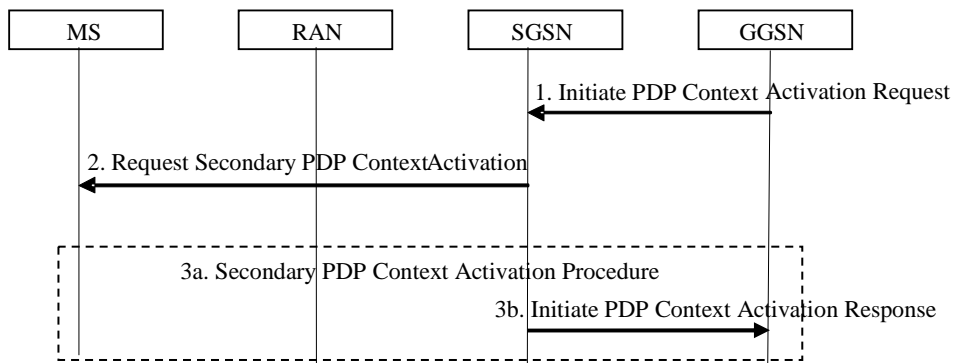 MS
RAN
SGSN
GGSN
1. Initiate PDP Context Activation Request
2. Request Secondary PDP ContextActivation
3a. Secondary PDP Context Activation Procedure
3b. Initiate PDP Context Activation Response